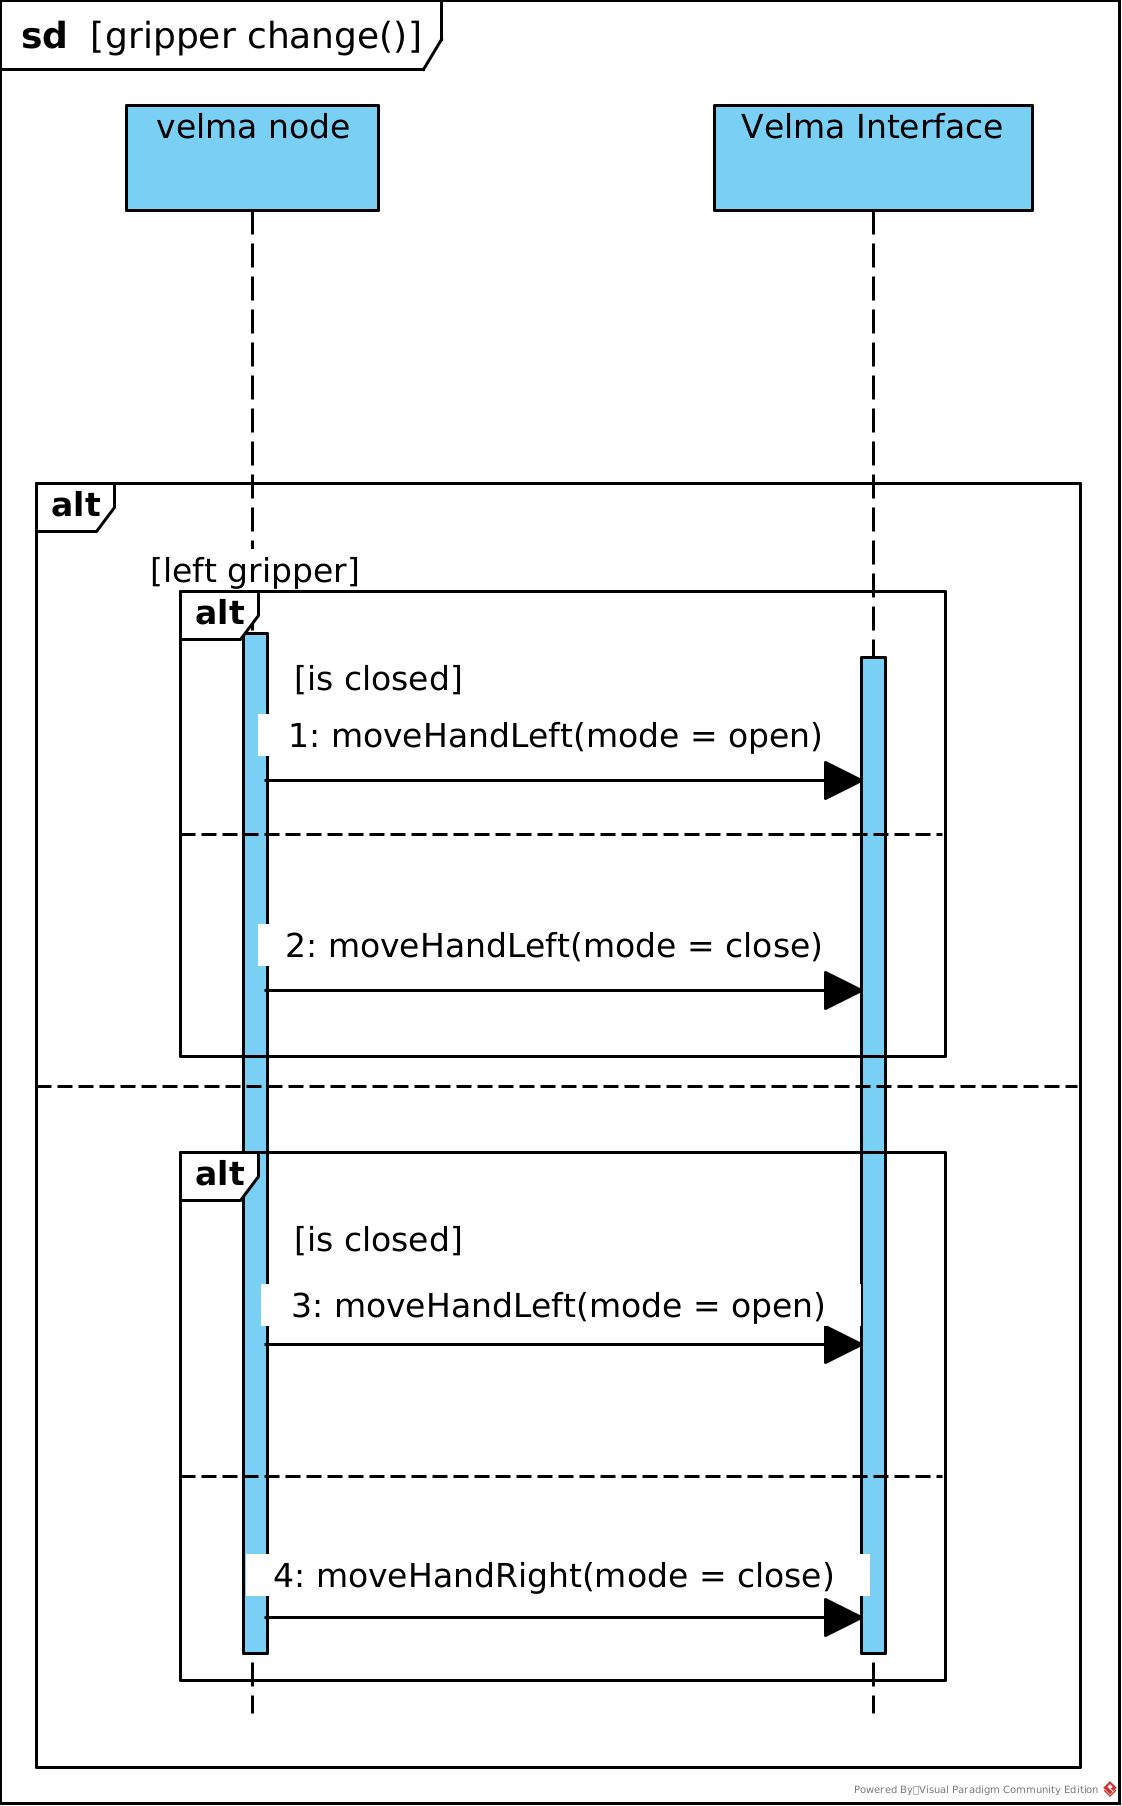 sd [gripper change()]
velma node
Velma Interface
alt
[left gripper]
alt
[is closed]
1: moveHandLeft(mode = open)
2: moveHandLeft(mode = close)
alt
[is closed]
3: moveHandLeft(mode = open)
4: moveHandRight(mode = close)
Powered By Visual Paradigm Community Edition